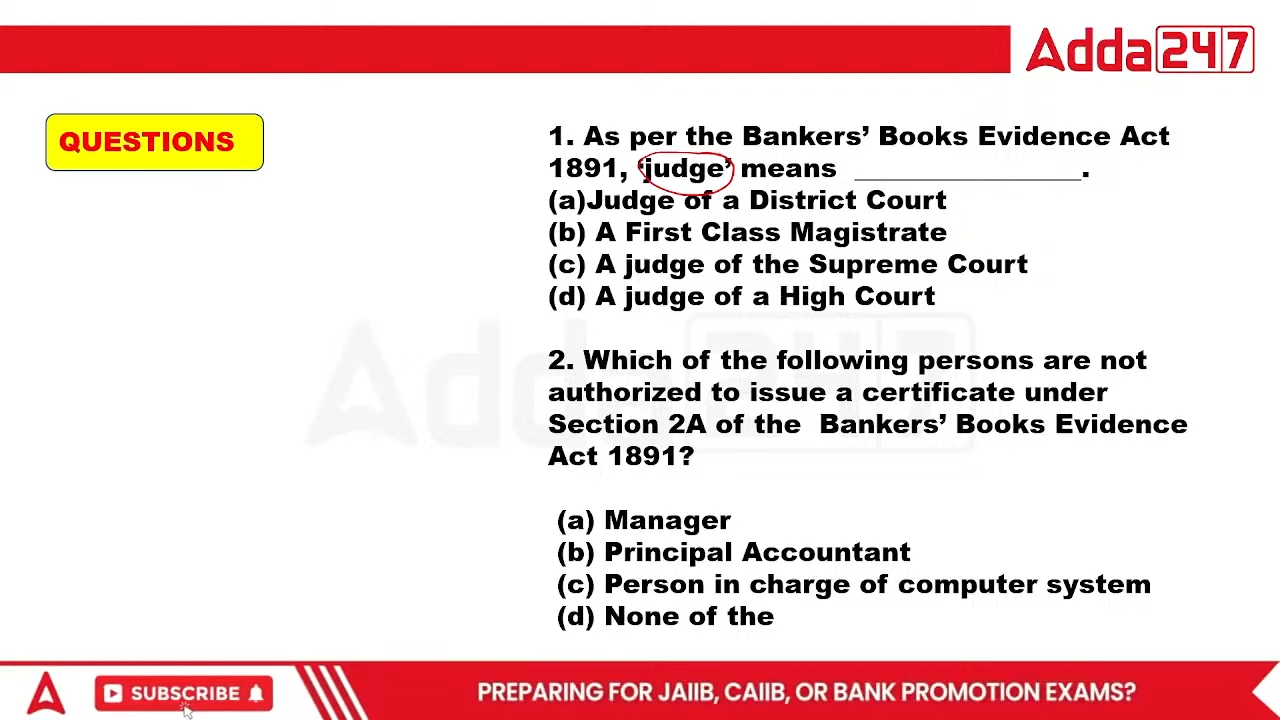 Adda247
QUESTIONS
1. As per the Bankers’ Books Evidence Act
1891, ‘judge’ means ________________.
(a)Judge of a District Court
(b) A First Class Magistrate
(c) A judge of the Supreme Court
(d) A judge of a High Court
2. Which of the following persons are not
authorized to issue a certificate under
Section 2A of the Bankers’ Books Evidence
Act 1891?
(a) Manager
(b) Principal Accountant
(c) Person in charge of computer system
(d) None of the
Adda247
SUBSCRIBE
PREPARING FOR JAIIB, CAIIB, OR BANK PROMOTION EXAMS?